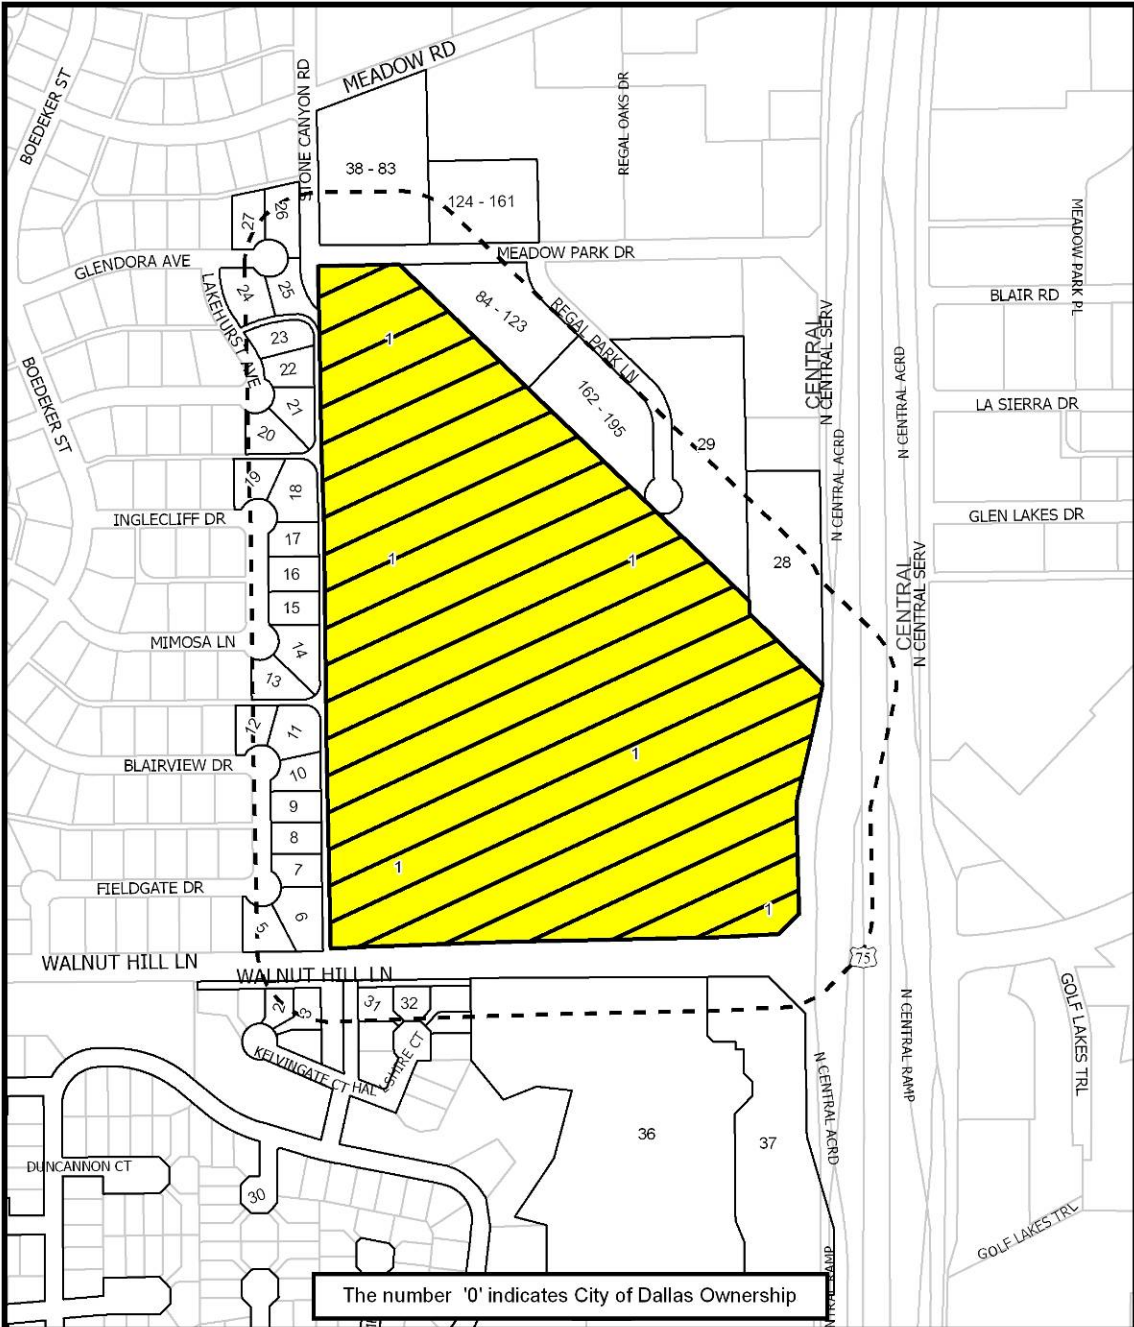 MEADOW RD
BOEDEKER ST
STONE CANYON RD
REGAL OAKS DR
38 - 83
124 - 161
27
26
MEADOW PARK DR
MEADOW PARK PL
GLENDORA AVE
24
25
LAKEHURST AVE
84 - 123
REGAL PARK LN
BLAIR RD
CENTRAL
N CENTRAL SERV
N CENTRAL ACRD
23
1
22
BOEDEKER ST
21
20
162 - 195
LA SIERRA DR
29
N CENTRAL ACRD
19
18
INGLECLIFF DR
GLEN LAKES DR
17
1
1
28
16
15
CENTRAL
N CENTRAL SERV
MIMOSA LN
14
13
12
11
BLAIRVIEW DR
1
10
9
8
7
1
FIELDGATE DR
6
5
1
WALNUT HILL LN
WALNUT HILL LN
75
2
3
31
32
KELVINGATE CT
HAL
SHIRE CT
N CENTRAL RAMP
GOLF LAKES TRL
N CENTRAL ACRD
36
37
DUNCANNON CT
30
GOLF LAKES TRL
The number '0' indicates City of Dallas Ownership